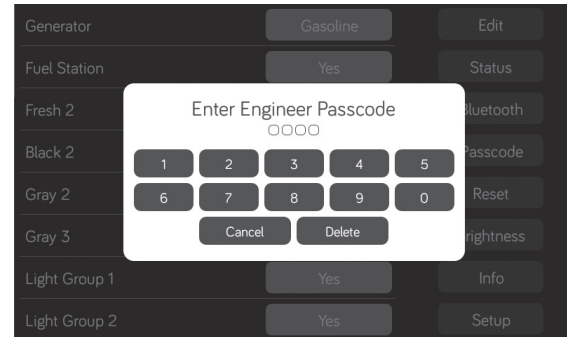 Generator Gasoline Edit
Fuel Station Yes Status
Enter Engineer Passcode
Fresh 2 Bluetooth
Black 2 Passcode
1 2 3 4 5
Gray 2 Reset
6 7 8 9 0
Cancel Delete
Gray 3 Brightness
Light Group 1 Yes Info
Light Group 2 Yes Setup